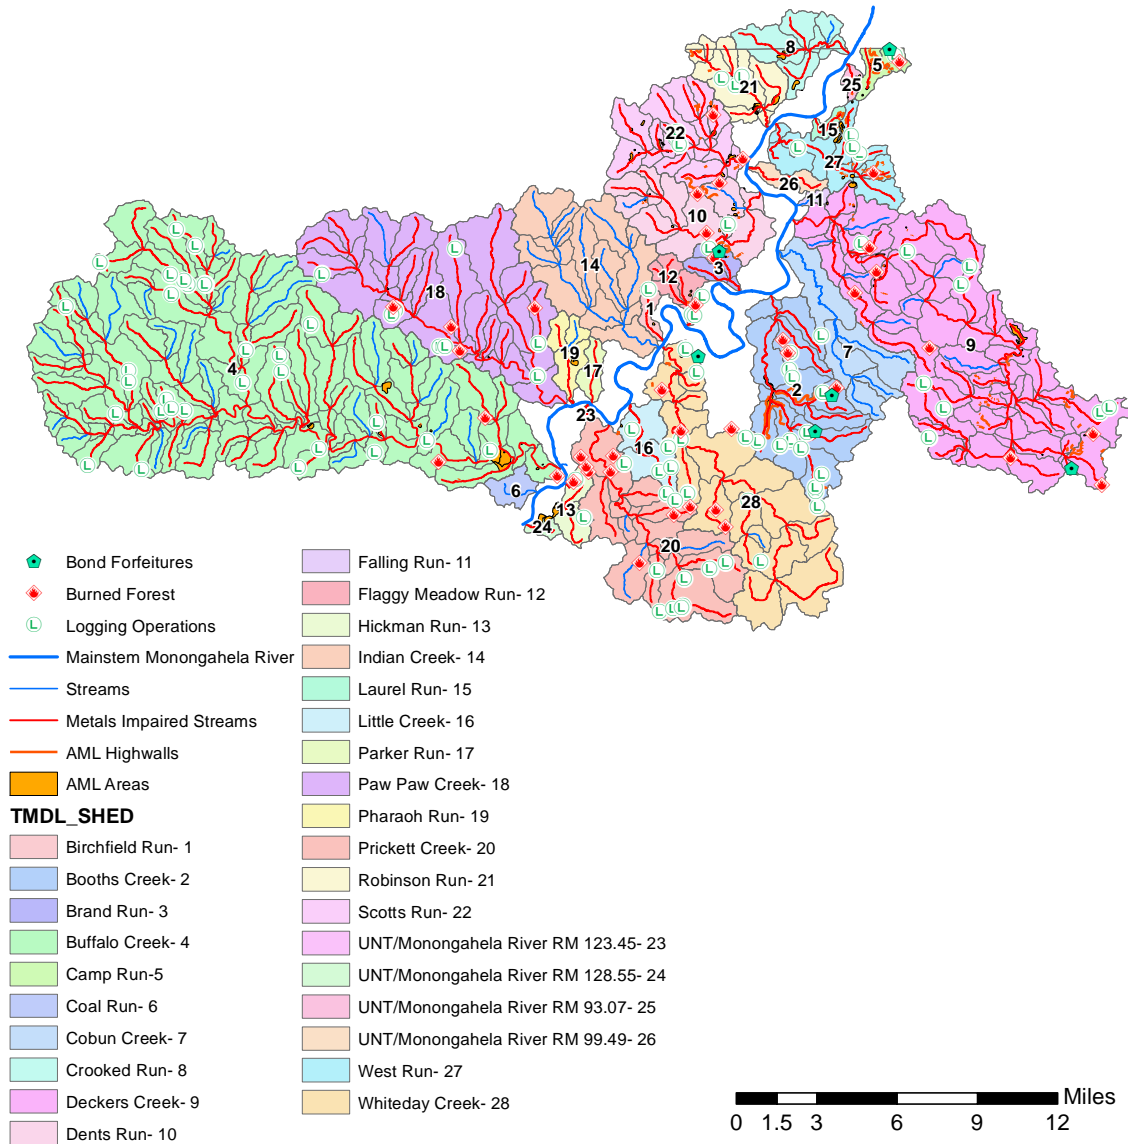 8
5
25
21
15
22
27
26
11
10
3
12
14
1
18
9
7
19
17
4
2
23
16
6
28
13
24
20
Bond Forfeitures
Burned Forest
L Logging Operations
Mainstem Monongahela River
Streams
Metals Impaired Streams
AML Highwalls
AML Areas
TMDL_SHED
Birchfield Run- 1
Booths Creek- 2
Brand Run- 3
Buffalo Creek- 4
Camp Run-5
Coal Run- 6
Cobun Creek- 7
Crooked Run- 8
Deckers Creek- 9
Dents Run- 10
Falling Run- 11
Flaggy Meadow Run- 12
Hickman Run- 13
Indian Creek- 14
Laurel Run- 15
Little Creek- 16
Parker Run- 17
Paw Paw Creek- 18
Pharaoh Run- 19
Prickett Creek- 20
Robinson Run- 21
Scotts Run- 22
UNT/Monongahela River RM 123.45- 23
UNT/Monongahela River RM 128.55- 24
UNT/Monongahela River RM 93.07- 25
UNT/Monongahela River RM 99.49- 26
West Run- 27
Whiteday Creek- 28
Miles
0 1.5 3 6 9 12